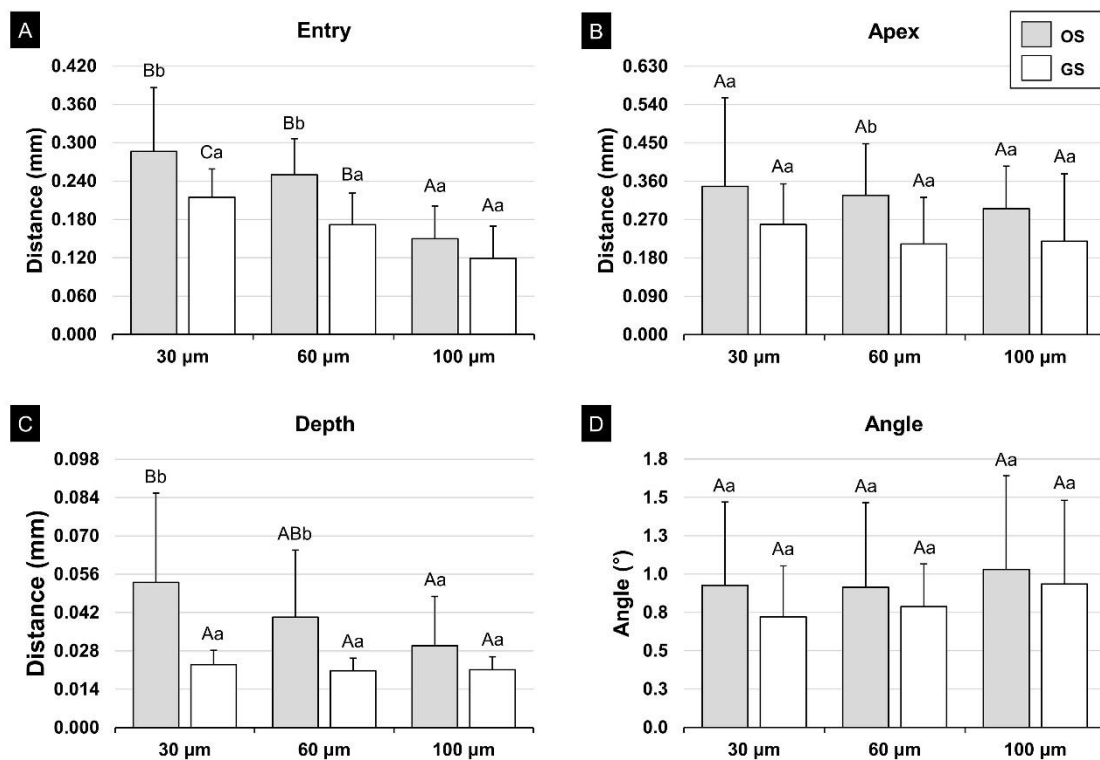 A
Entry
Distance (mm)
0.420
0.360
0.300
0.240
0.180
0.120
0.060
0.000
Bb
Ca
Bb
Ba
Aa
Aa
30 µm
60 µm
100 µm
B
Apex
OS
GS
Distance (mm)
0.630
0.540
0.450
0.360
0.270
0.180
0.090
0.000
Aa
Aa
Ab
Aa
Aa
Aa
30 µm
60 µm
100 µm
C
Depth
Distance (mm)
0.098
0.084
0.070
0.056
0.042
0.028
0.014
0.000
Bb
Aa
ABb
Aa
Aa
Aa
30 µm
60 µm
100 µm
D
Angle
Angle (°)
1.8
1.5
1.3
1.0
0.8
0.5
0.3
0.0
Aa
Aa
Aa
Aa
Aa
Aa
30 µm
60 µm
100 µm